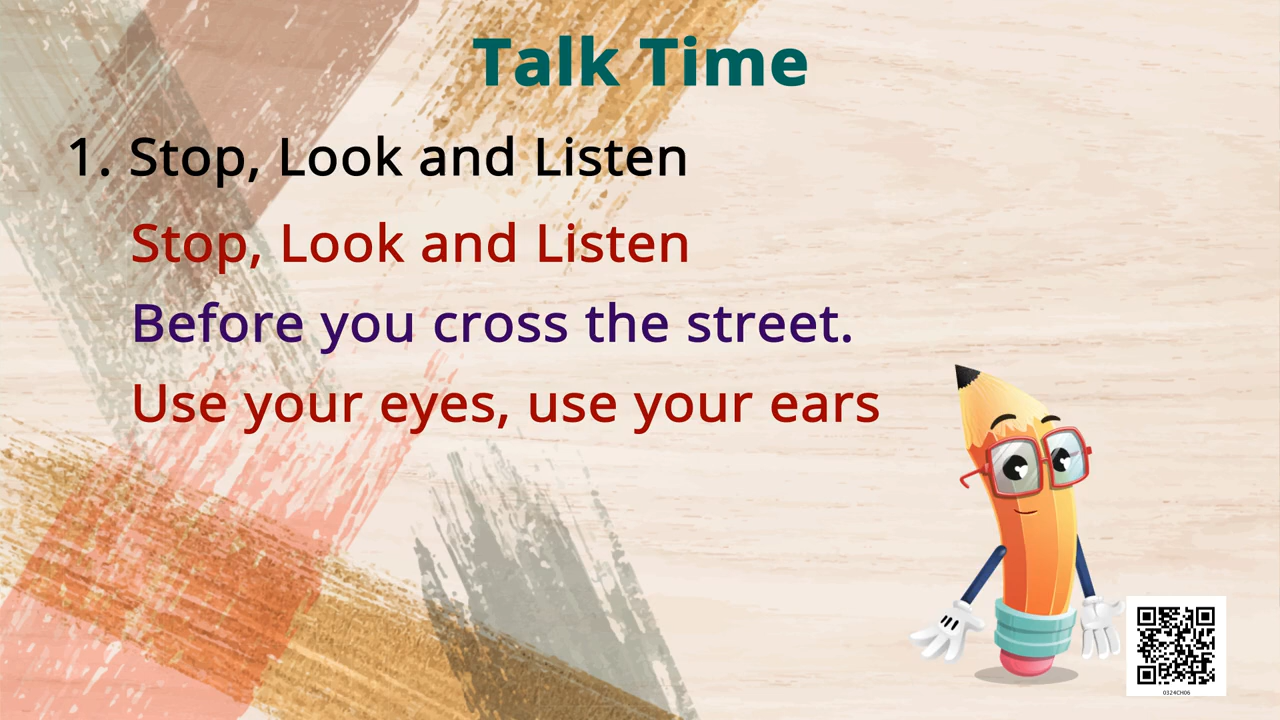 Talk Time
1. Stop, Look and Listen
Stop, Look and Listen
Before you cross the street.
Use your eyes, use your ears
0324CH06